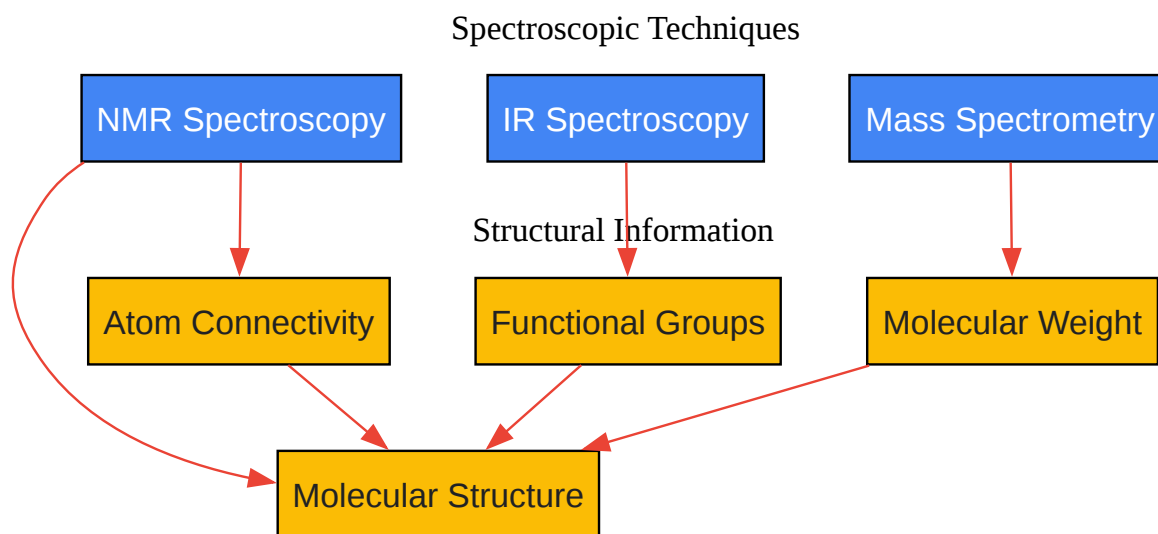 Spectroscopic Techniques
NMR Spectroscopy
IR Spectroscopy
Mass Spectrometry
Structural Information
Atom Connectivity
Functional Groups
Molecular Weight
Molecular Structure